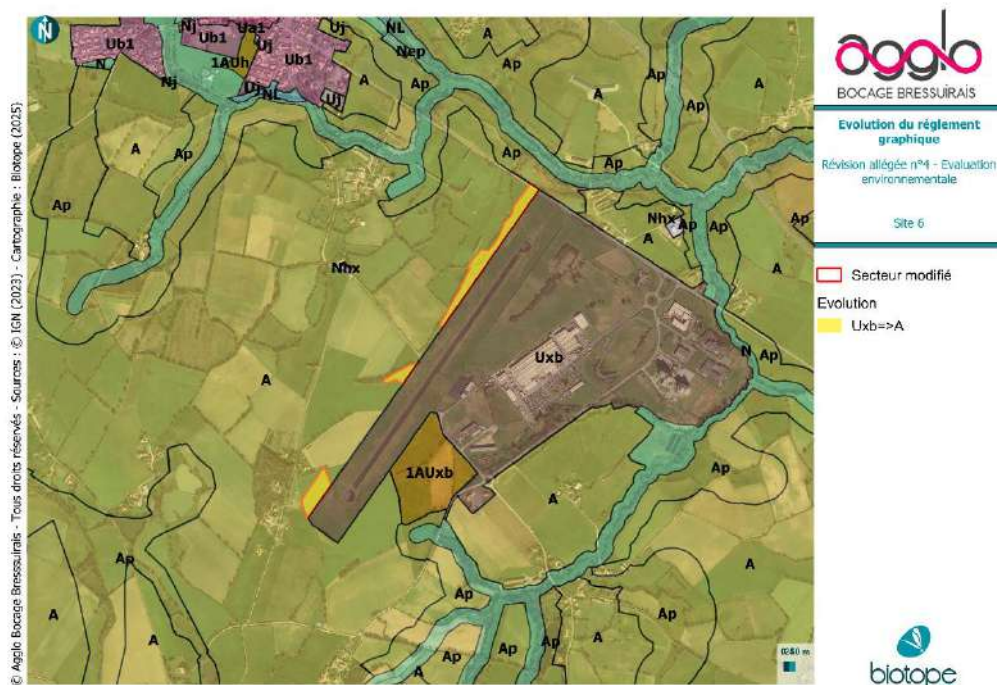 N
Ub1
Nj
Ub1
Ua1
Uj
Ub1
Uj
NL
Nep
A
Ap
1AUh
N
Nj
Uj
NL
Uj
A
Ap
A
Ap
A
Ap
A
Ap
Ap
Ap
Ap
Nhx
Ap
Ap
A
Ap
A
Nhx
Uxb
N
Ap
A
1AUxb
A
Ap
A
Ap
A
A
Ap
A
Ap
Ap
Ap
Ap
A
A
0250 m
© Agglo Bocage Bressuirais - Tous droits réservés - Sources : © IGN (2023) - Cartographie : Biotope (2025)
agglo
BOCAGE BRESSUIRAIS
Evolution du règlement
graphique
Révision allégée n°4 - Evaluation
environnementale
Site 6
Secteur modifié
Evolution
Uxb=>A
biotope